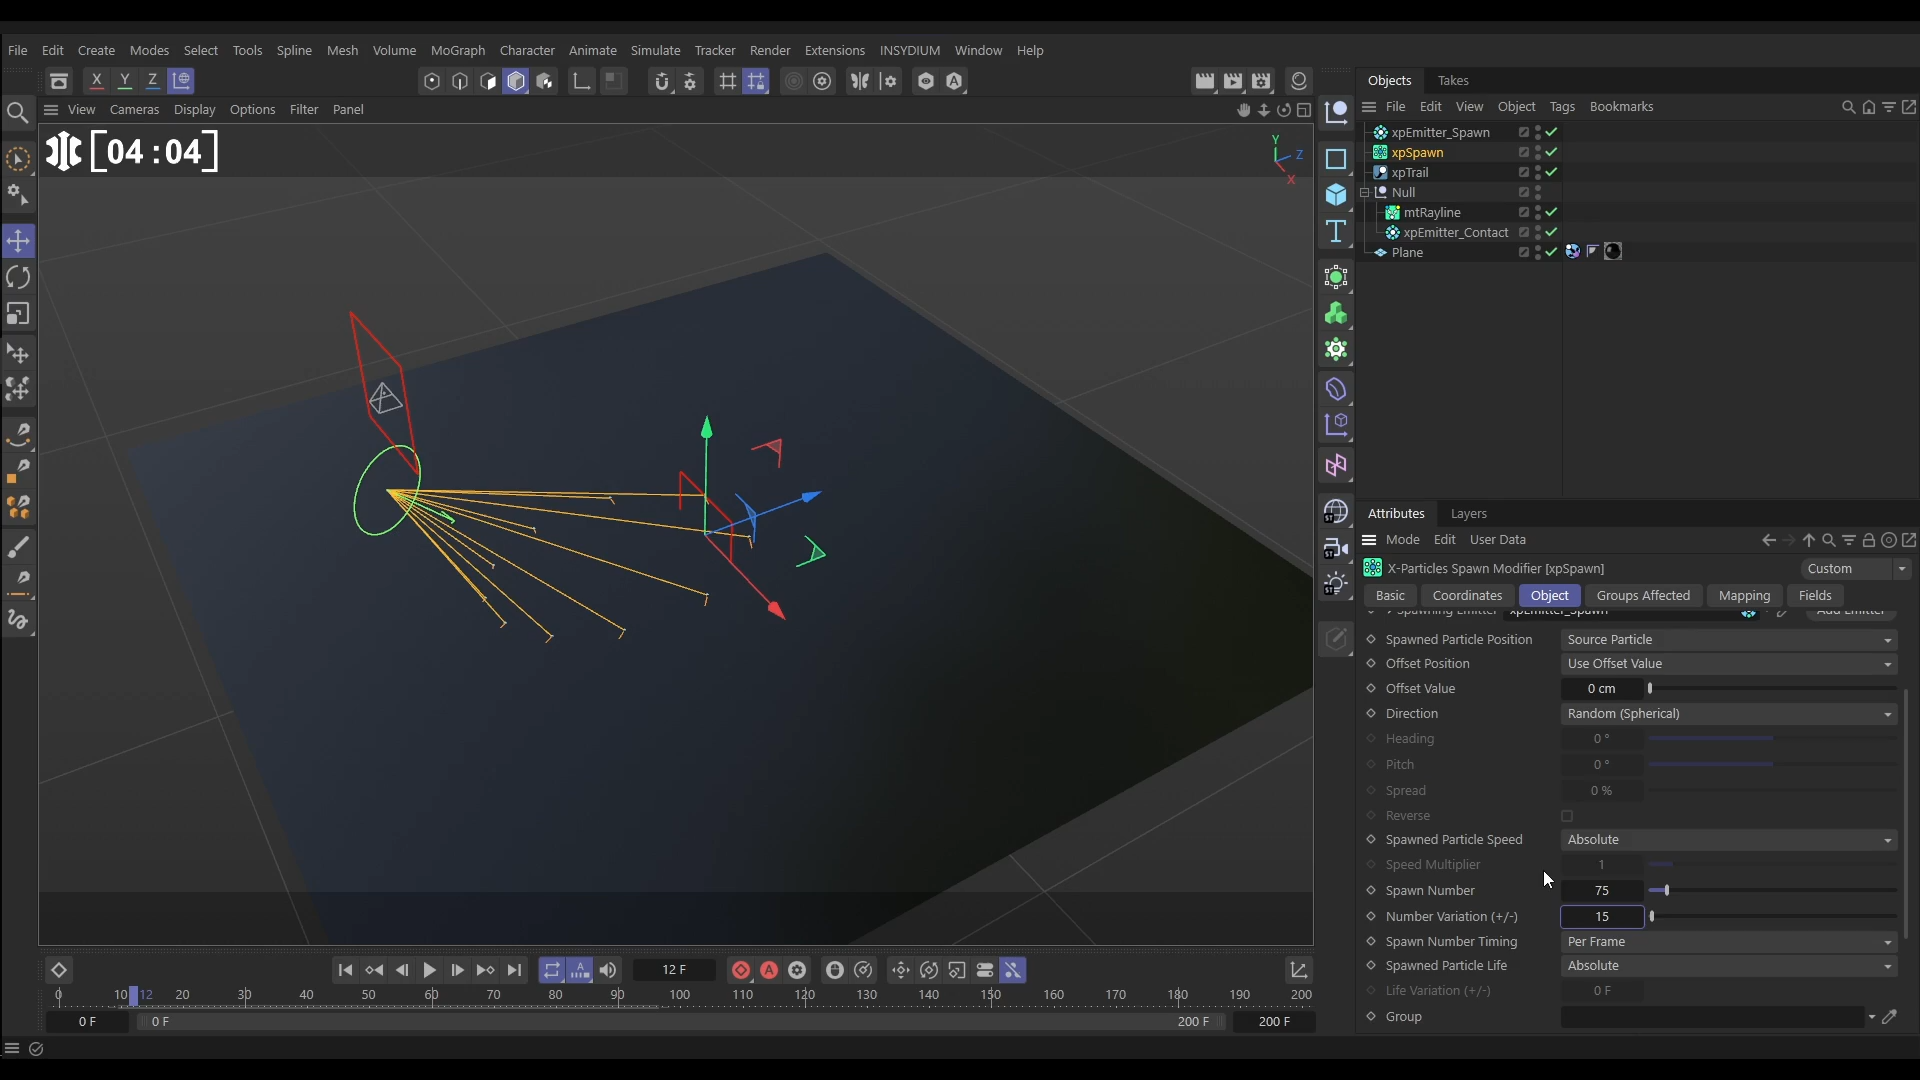 File Edit Create Modes Select Tools Spline Mesh Volume MoGraph Character Animate Simulate Tracker Render Extensions INSYDIUM Window Help
X Y Z
View Cameras Display Options Filter Panel
[04:04]
Y
Z
X
Objects Takes
File Edit View Object Tags Bookmarks
xpEmitter_Spawn
xpSpawn
xpTrail
Null
mtRayline
xpEmitter_Contact
Plane
Attributes Layers
Mode Edit User Data
X-Particles Spawn Modifier [xpSpawn] Custom
Basic Coordinates Object Groups Affected Mapping Fields
Spawning Emitter xpEmitter_Spawn Add Emitter
Spawned Particle Position Source Particle
Offset Position Use Offset Value
Offset Value 0 cm
Direction Random (Spherical)
Heading 0 °
Pitch 0 °
Spread 0 %
Reverse
Spawned Particle Speed Absolute
Speed Multiplier 1
Spawn Number 75
Number Variation (+/-) 15
Spawn Number Timing Per Frame
Spawned Particle Life Absolute
Life Variation (+/-) 0 F
Group
12 F
0 10 12 20 30 40 50 60 70 80 90 100 110 120 130 140 150 160 170 180 190 200
0 F 0 F 200 F 200 F